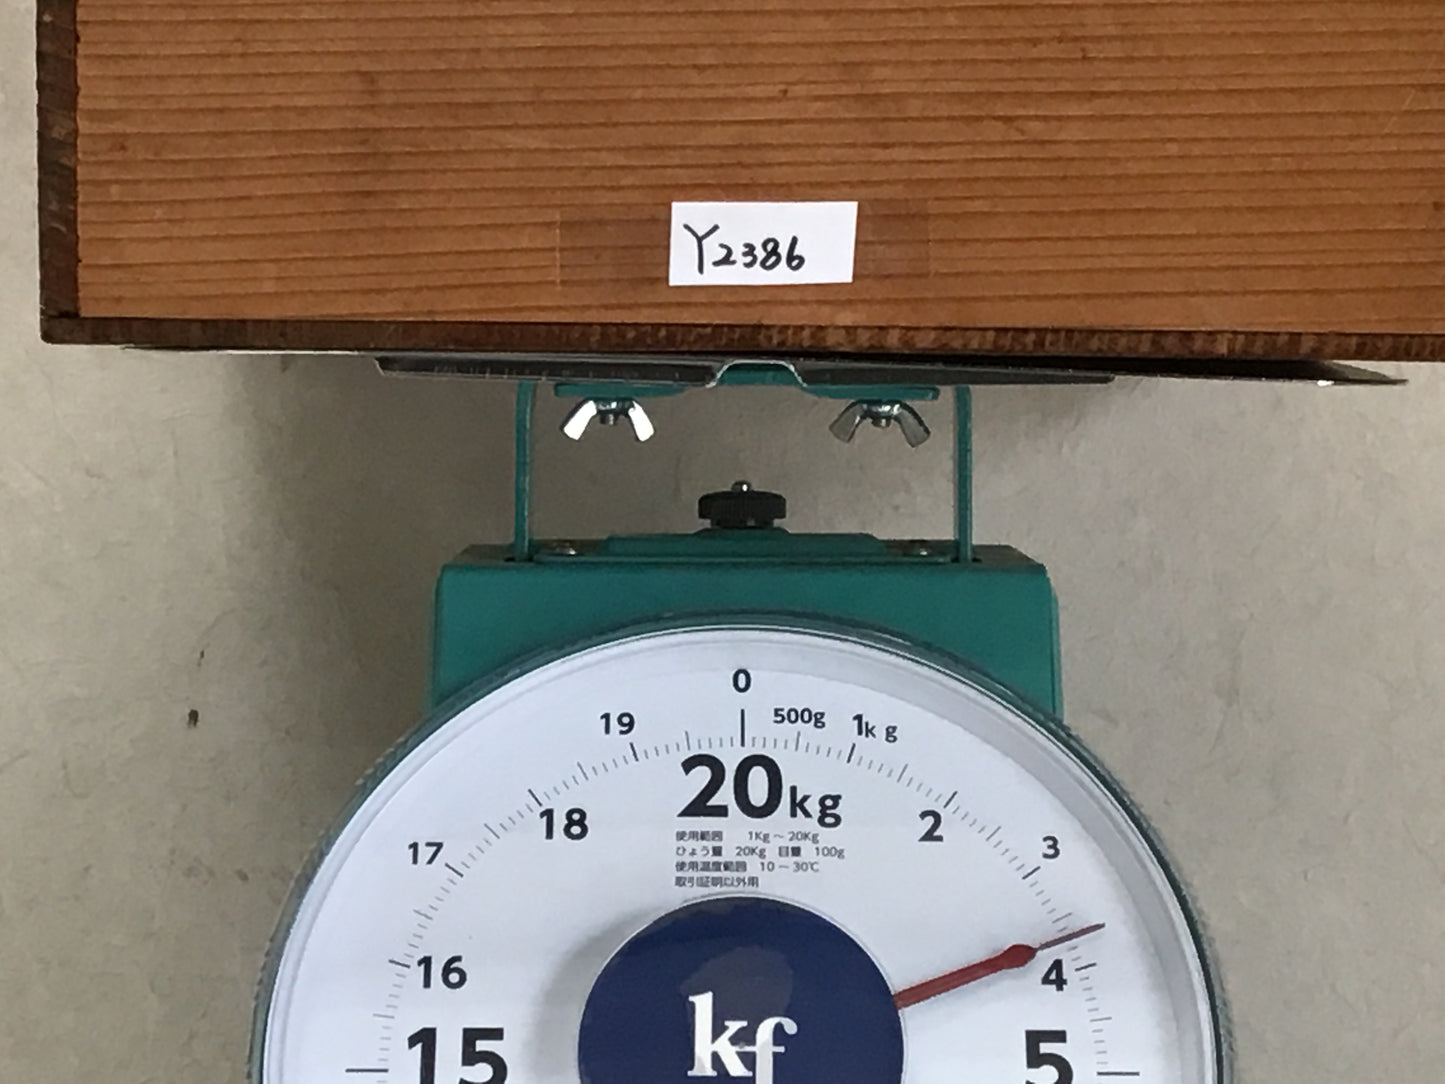 Y2386
0
19
500g
1kg
20kg
18
2
使用範囲 1Kg～20Kg
ひょう量 20Kg 目量 100g
使用温度範囲 10～30℃
取引証明以外用
17
3
16
4
kf
15
5